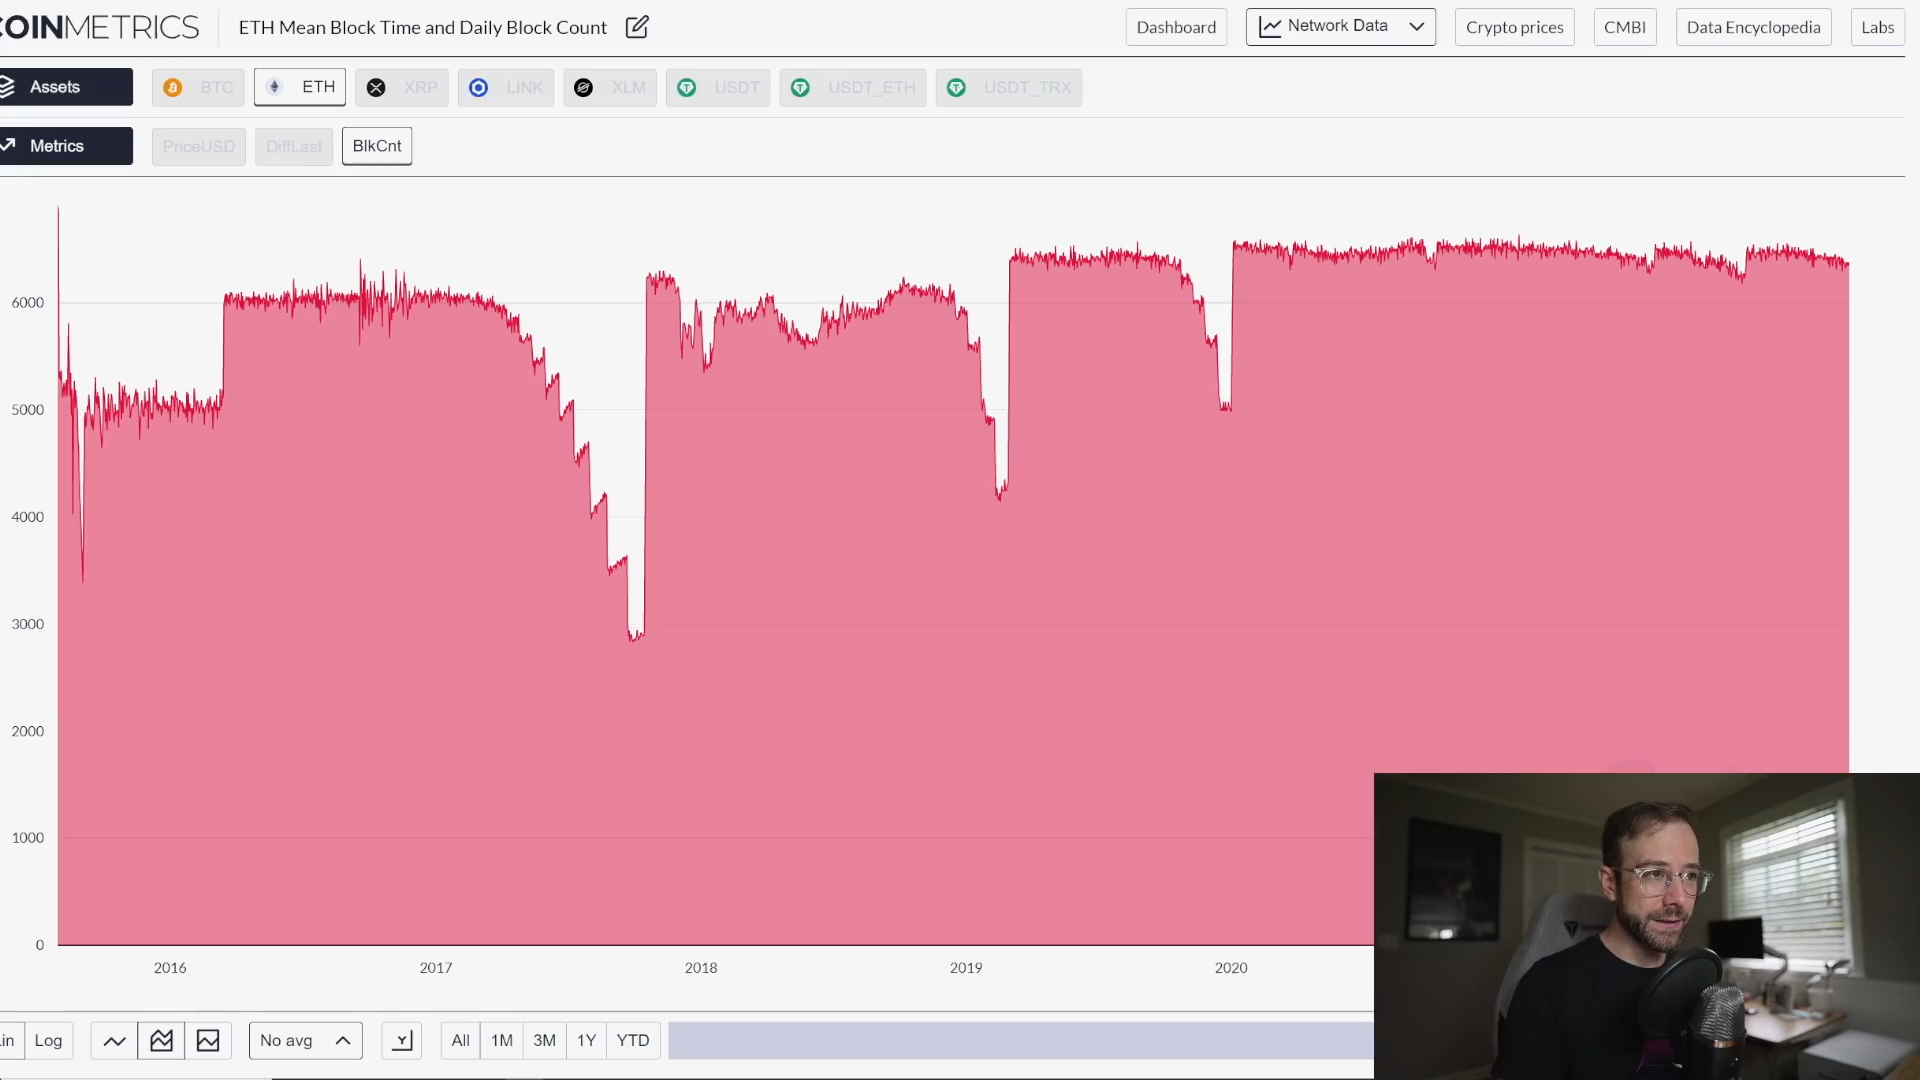 COINMETRICS
ETH Mean Block Time and Daily Block Count
Dashboard
Network Data
Crypto prices
CMBI
Data Encyclopedia
Labs
Assets
BTC
ETH
XRP
LINK
XLM
USDT
USDT_ETH
USDT_TRX
Metrics
PriceUSD
DiffLast
BlkCnt
6000
5000
4000
3000
2000
1000
0
2016
2017
2018
2019
2020
in
Log
No avg
All
1M
3M
1Y
YTD